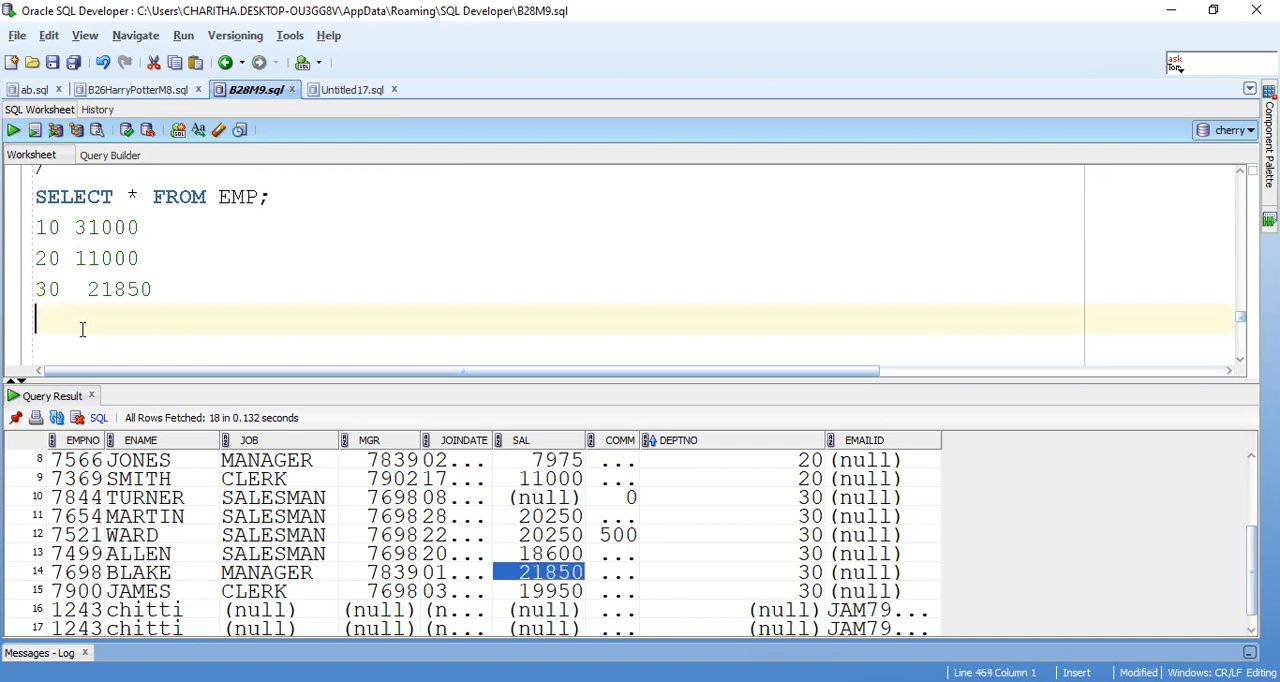 Oracle SQL Developer : C:\Users\CHARITHA.DESKTOP-OU3GG8V\AppData\Roaming\SQL Developer\B28M9.sql
File Edit View Navigate Run Versioning Tools Help
ask
Tom
ab.sql B26HarryPotterM8.sql B28M9.sql Untitled17.sql
SQL Worksheet History
cherry
Worksheet Query Builder
/
SELECT * FROM EMP;
10 31000
20 11000
30 21850
Query Result
SQL All Rows Fetched: 18 in 0.132 seconds
EMPNO ENAME JOB MGR JOINDATE SAL COMM DEPTNO EMAILID
8 7566 JONES MANAGER 7839 02... 7975 ... 20 (null)
9 7369 SMITH CLERK 7902 17... 11000 ... 20 (null)
10 7844 TURNER SALESMAN 7698 08... (null) 0 30 (null)
11 7654 MARTIN SALESMAN 7698 28... 20250 ... 30 (null)
12 7521 WARD SALESMAN 7698 22... 20250 500 30 (null)
13 7499 ALLEN SALESMAN 7698 20... 18600 ... 30 (null)
14 7698 BLAKE MANAGER 7839 01... 21850 ... 30 (null)
15 7900 JAMES CLERK 7698 03... 19950 ... 30 (null)
16 1243 chitti (null) (null) (n... (null) (null) (null) JAM79...
17 1243 chitti (null) (null) (n... (null) (null) (null) JAM79...
Messages - Log
Line 464 Column 1 Insert Modified Windows: CR/LF Editing
Component Palette